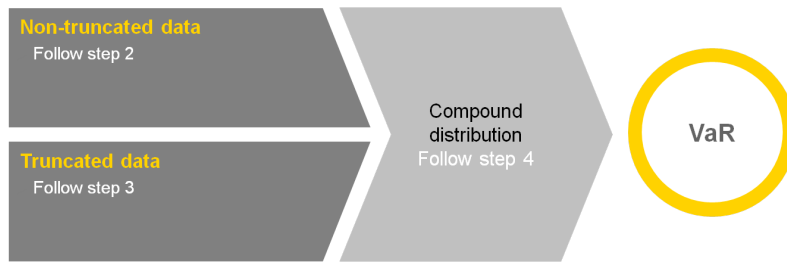 Non-truncated data
Follow step 2
Truncated data
Follow step 3
Compound
distribution
Follow step 4
VaR